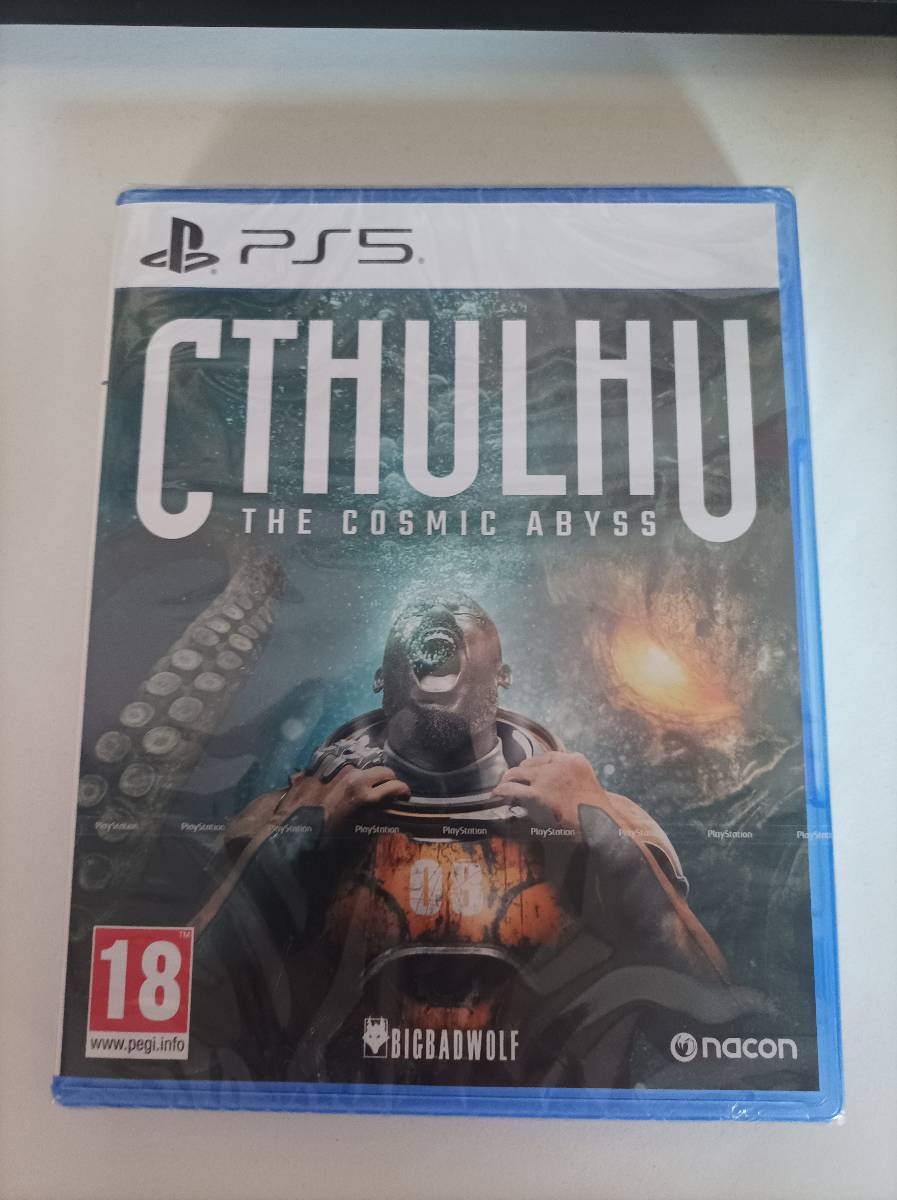 PS5
CTHULHU
THE COSMIC ABYSS
PlayStation PlayStation PlayStation PlayStation PlayStation PlayStation PlayStation PlayStation
08
18 TM
www.pegi.info
BIGBADWOLF
nacon